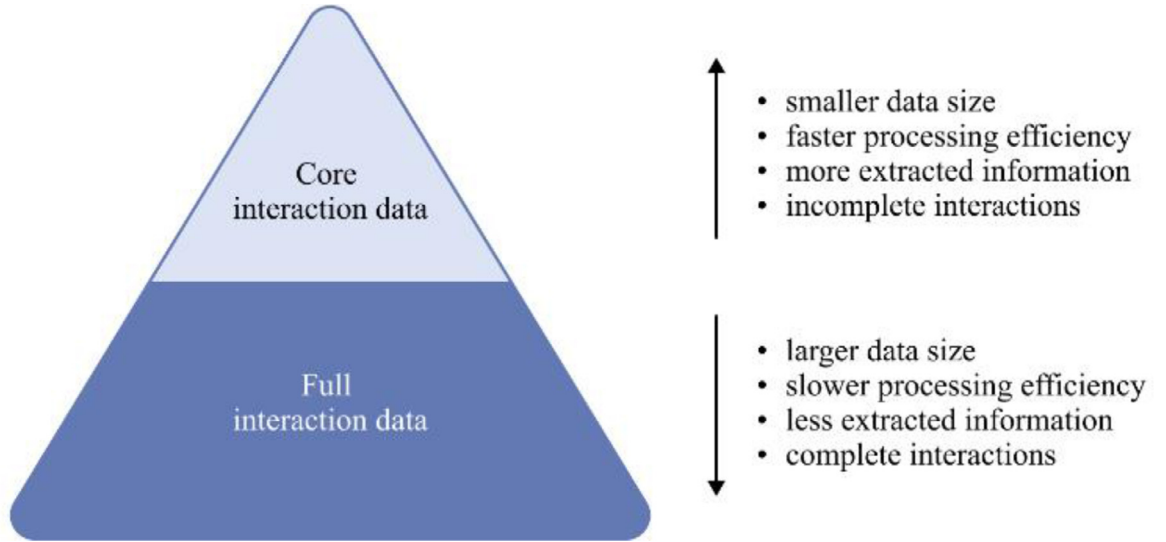 Core
interaction data
Full
interaction data
• smaller data size
• faster processing efficiency
• more extracted information
• incomplete interactions
• larger data size
• slower processing efficiency
• less extracted information
• complete interactions